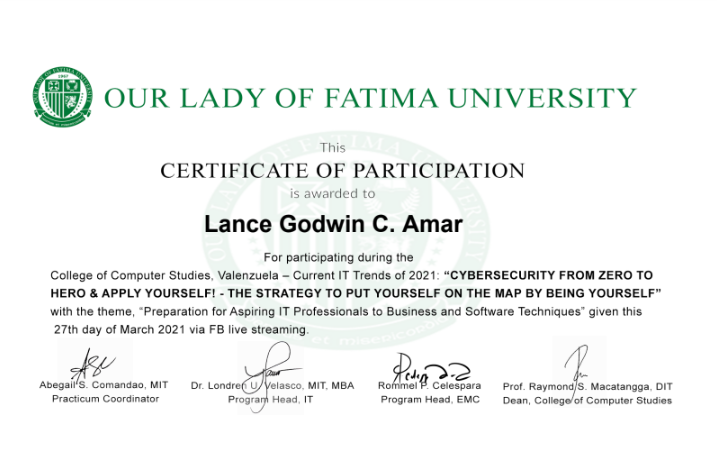 OUR LADY OF FATIMA UNIVERSITY
This
CERTIFICATE OF PARTICIPATION
is awarded to
Lance Godwin C. Amar
For participating during the
College of Computer Studies, Valenzuela – Current IT Trends of 2021: “CYBERSECURITY FROM ZERO TO
HERO & APPLY YOURSELF! - THE STRATEGY TO PUT YOURSELF ON THE MAP BY BEING YOURSELF”
with the theme, “Preparation for Aspiring IT Professionals to Business and Software Techniques” given this
27th day of March 2021 via FB live streaming.
Abegail S. Comandao, MIT
Practicum Coordinator
Dr. Londren U. Velasco, MIT, MBA
Program Head, IT
Rommel P. Celespara
Program Head, EMC
Prof. Raymond S. Macatangga, DIT
Dean, College of Computer Studies